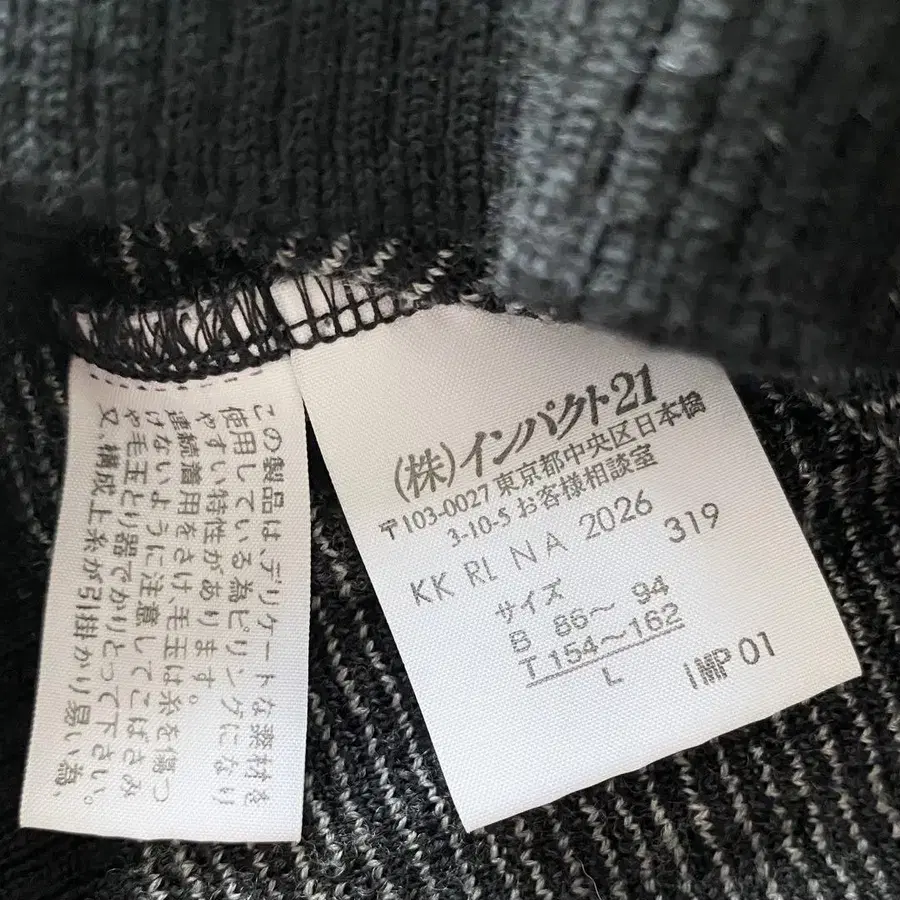 この製品は、デリケートな素材を
使用している為ピリングになり
やすい特性があります。
連続着用をさけ、毛玉は糸を傷つ
けないように注意してこばさみ
や毛玉とり器でかりとって下さい。
又、構成上糸が引掛かり易い為、
(株)インパクト21
〒103-0027 東京都中央区日本橋
3-10-5 お客様相談室
KK RL NA 2026 319
サイズ
B 86〜 94
T 154〜162
L
IMP 01